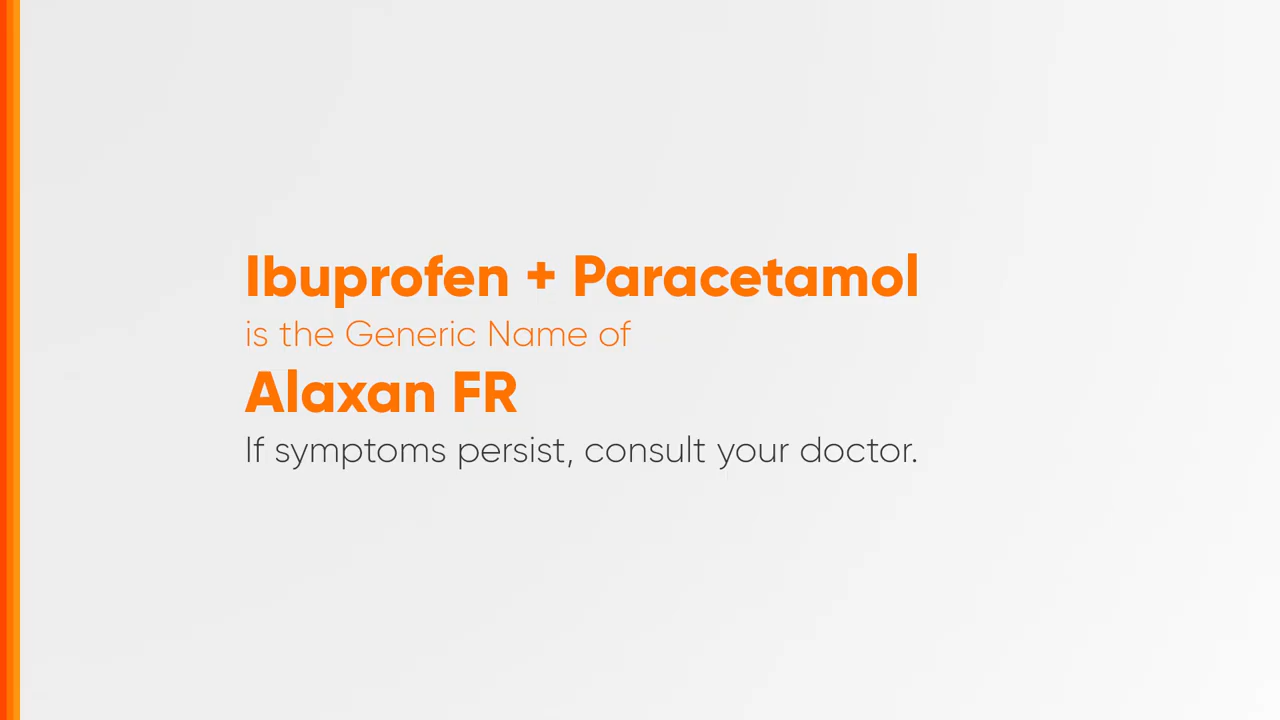 Ibuprofen + Paracetamol
is the Generic Name of
Alaxan FR
If symptoms persist, consult your doctor.